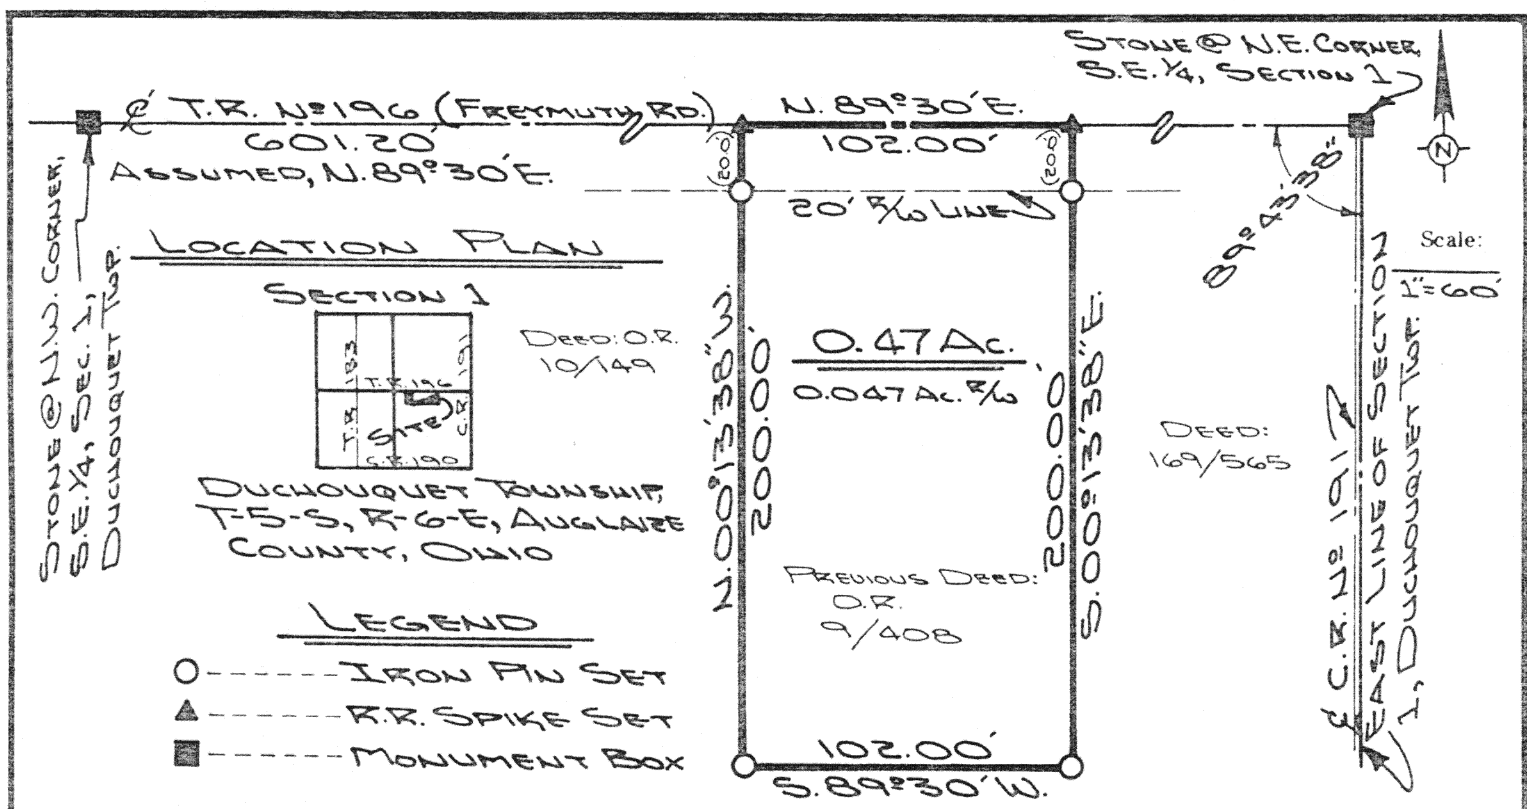 STONE @ N.E. CORNER,
S.E. ¼, SECTION 1
℄ T.R. Nº 196 (FREYMUTH RD.)
601.20'
ASSUMED, N. 89° 30' E.
N. 89° 30' E.
102.00'
(20.0')
(20.0')
20' R/W LINE
89° 43' 38"
N
Scale:
1"=60'
STONE @ N.W. CORNER,
S.E. ¼, SEC. 1,
DUCHOUQUET TWP.
LOCATION PLAN
SECTION 1
T.R. 183
T.R. 196
C.R. 191
SITE
C.R. 190
DEED: O.R.
10/149
DUCHOUQUET TOWNSHIP,
T-5-S, R-6-E, AUGLAIZE
COUNTY, OHIO
LEGEND
IRON PIN SET
R.R. SPIKE SET
MONUMENT BOX
N. 00° 13' 38" W.
200.00'
0.47 AC.
0.047 AC. R/W
PREVIOUS DEED:
O.R.
9/408
200.00'
S. 00° 13' 38" E.
102.00'
S. 89° 30' W.
DEED:
169/565
℄ C.R. Nº 191
EAST LINE OF SECTION
1, DUCHOUQUET TWP.